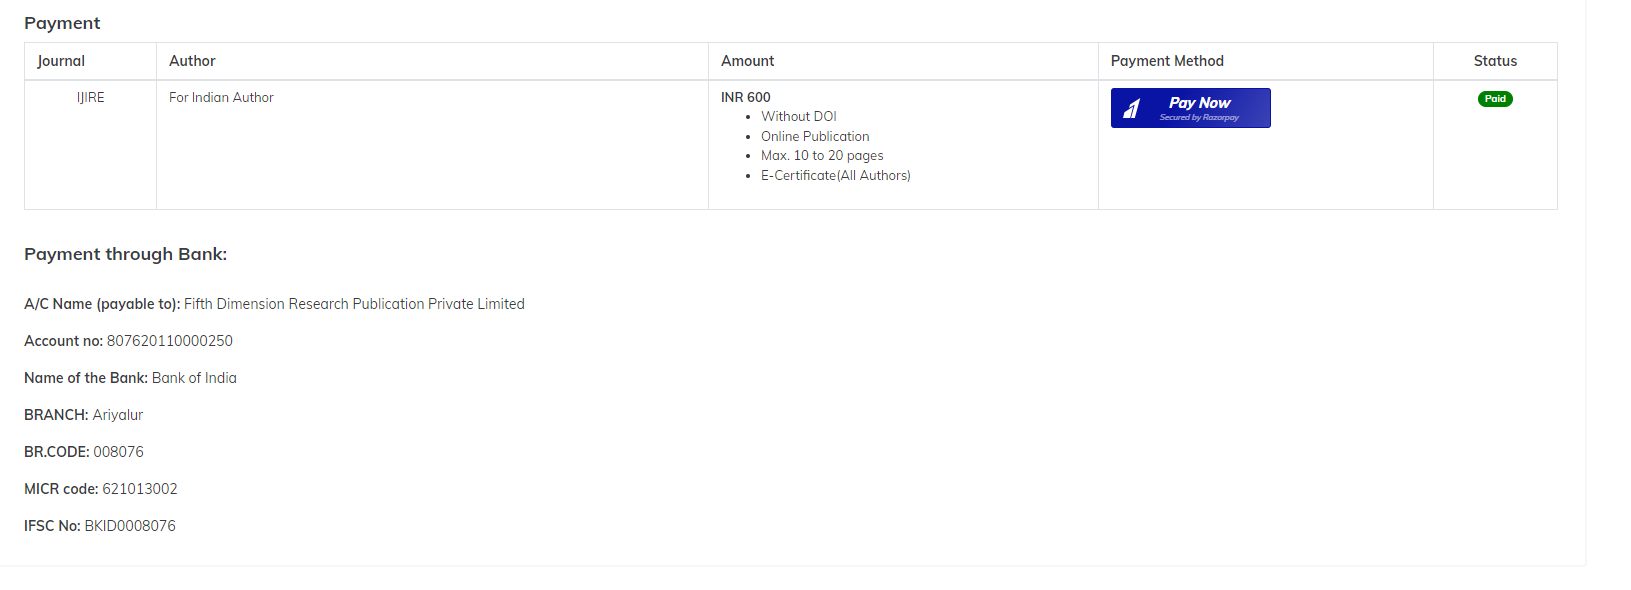 Payment
Journal Author Amount Payment Method Status
IJIRE For Indian Author INR 600 Pay Now Paid
Secured by Razorpay
Without DOI
Online Publication
Max. 10 to 20 pages
E-Certificate(All Authors)
Payment through Bank:
A/C Name (payable to): Fifth Dimension Research Publication Private Limited
Account no: 807620110000250
Name of the Bank: Bank of India
BRANCH: Ariyalur
BR.CODE: 008076
MICR code: 621013002
IFSC No: BKID0008076